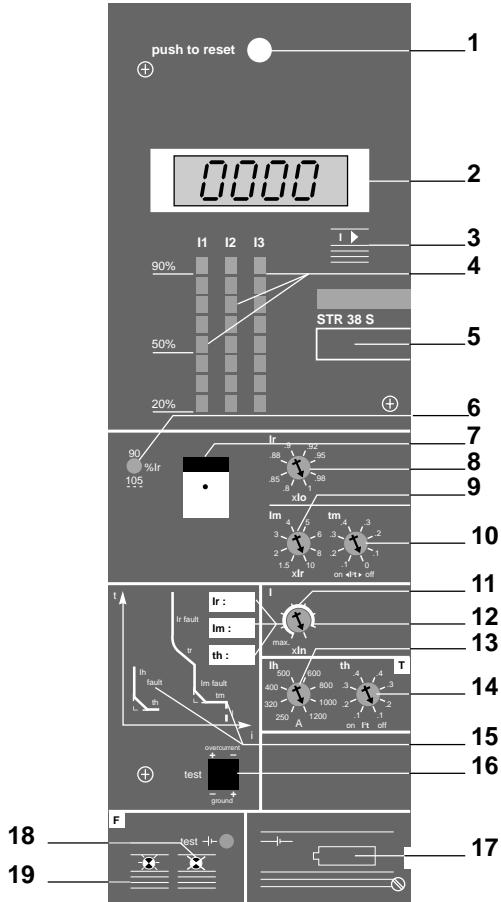 push to reset
1
0000
2
I
3
I1 I2 I3
4
90%
50%
20%
STR 38 S
5
6
90
%Ir
105
7
Ir
.8 .85 .88 .9 .92 .95 .98 1
xIo
8
9
Im
1.5 2 3 4 5 6 8 10
xIr
tm
.1 .2 .3 .4 .3 .2 .1 0
on I²t off
10
I
max.
xIn
11
12
13
t
Ir fault
tr
Im fault
tm
Ih
fault
th
I
i
Ir :
Im :
th :
Ih
250 320 400 500 600 800 1000 1200
A
th
T
.1 .2 .3 .4 .4 .3 .2 .1
on I²t off
14
15
overcurrent
+ –
test
– +
ground
16
F
test
17
18
19